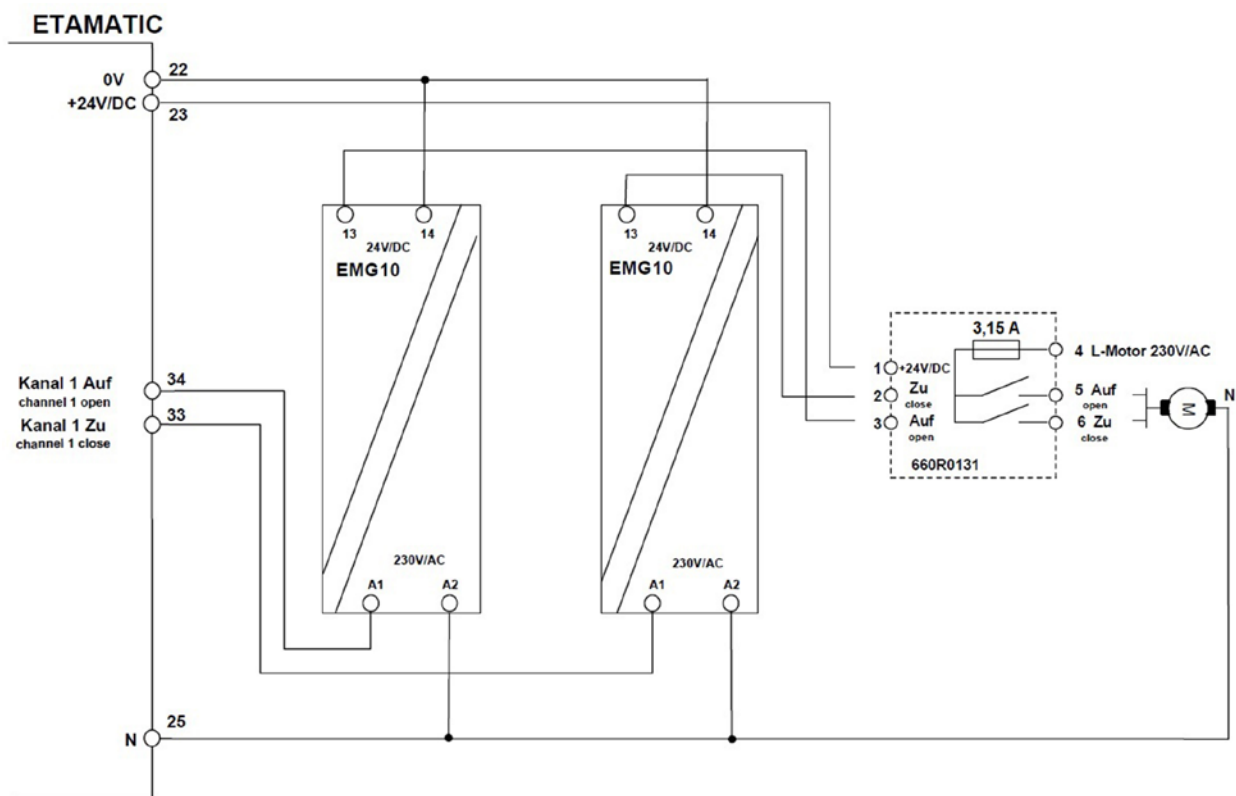 ETAMATIC
0V
22
+24V/DC
23
13
14
24V/DC
EMG10
13
14
24V/DC
EMG10
3,15 A
4 L-Motor 230V/AC
1
+24V/DC
2
Zu
close
3
Auf
open
5 Auf
open
6 Zu
close
M
N
660R0131
Kanal 1 Auf
channel 1 open
34
Kanal 1 Zu
channel 1 close
33
230V/AC
A1
A2
230V/AC
A1
A2
N
25